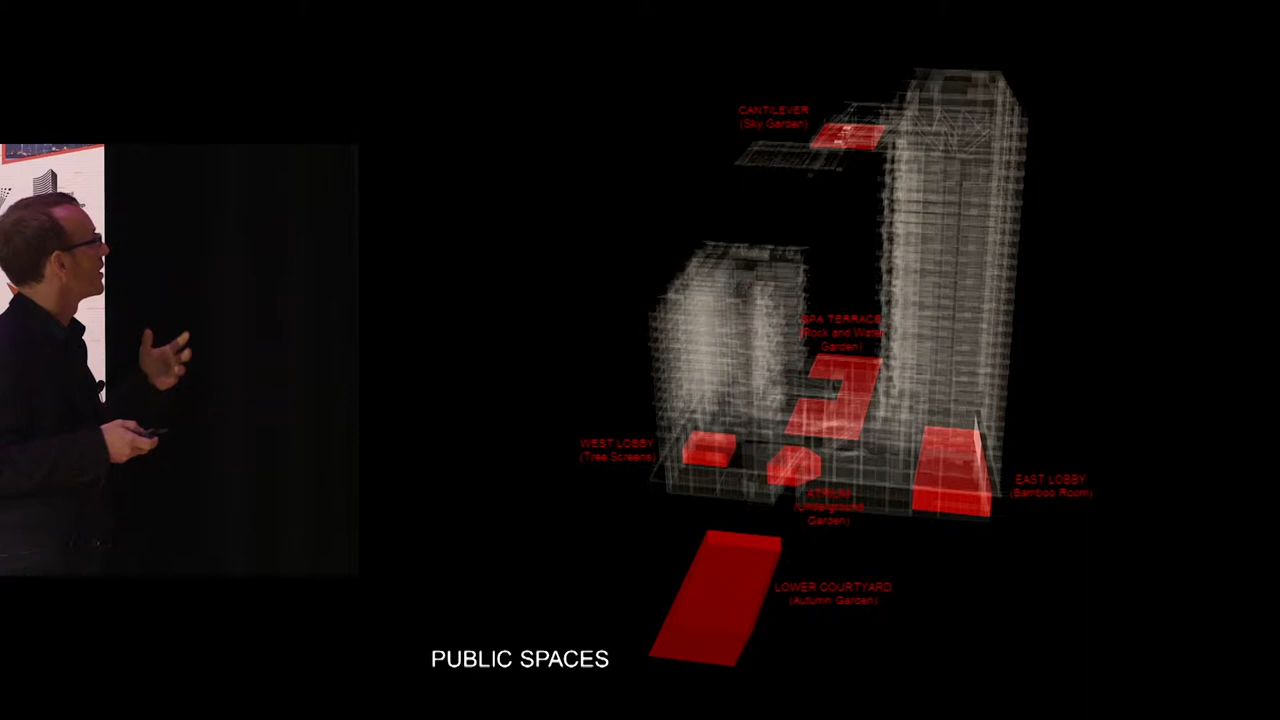 CANTILEVER
(Sky Garden)
SPA TERRACE
(Rock and Water
Garden)
WEST LOBBY
(Tree Screens)
EAST LOBBY
(Bamboo Room)
ATRIUM
(Underground
Garden)
LOWER COURTYARD
(Autumn Garden)
PUBLIC SPACES